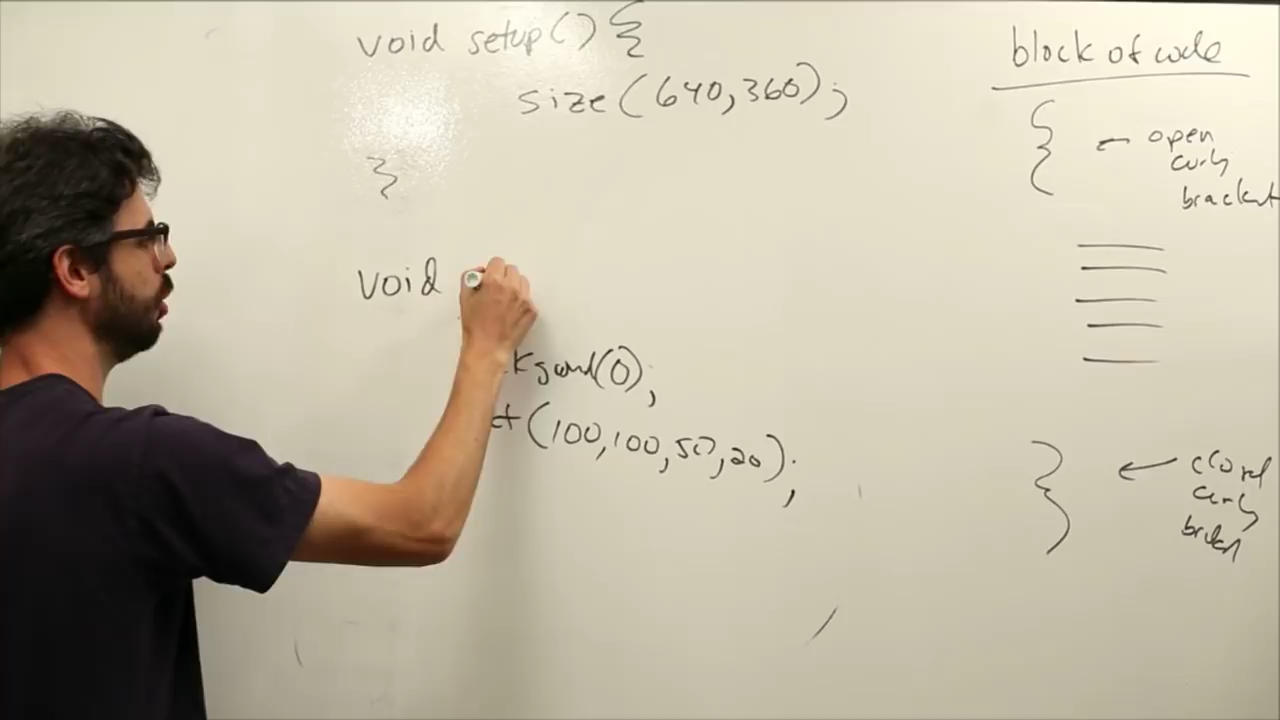 void setup() {
size(640,360);
}
void
(0);
(100,100,50,20);
block of code
{
← open
curly
bracket
}
← closed
curly
bracket